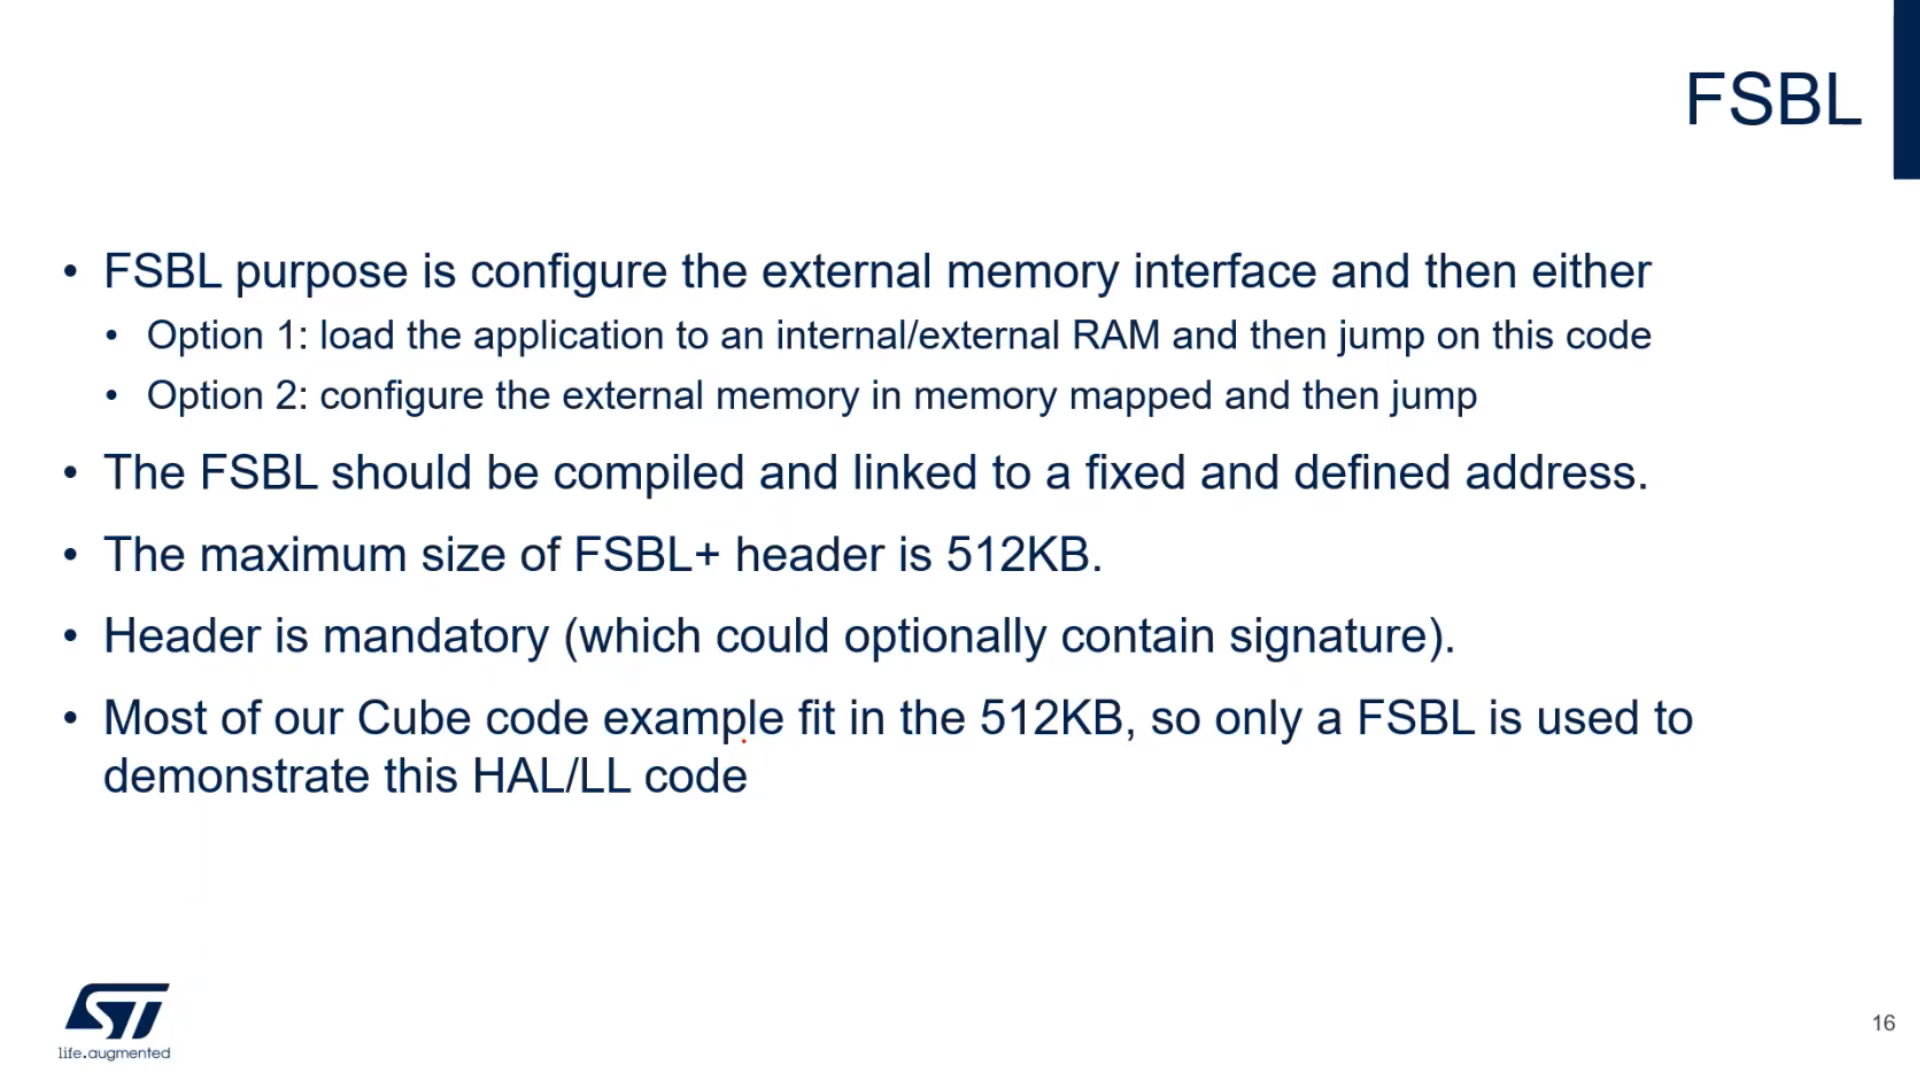 FSBL
• FSBL purpose is configure the external memory interface and then either
• Option 1: load the application to an internal/external RAM and then jump on this code
• Option 2: configure the external memory in memory mapped and then jump
• The FSBL should be compiled and linked to a fixed and defined address.
• The maximum size of FSBL+ header is 512KB.
• Header is mandatory (which could optionally contain signature).
• Most of our Cube code example fit in the 512KB, so only a FSBL is used to
demonstrate this HAL/LL code
ST
life.augmented
16